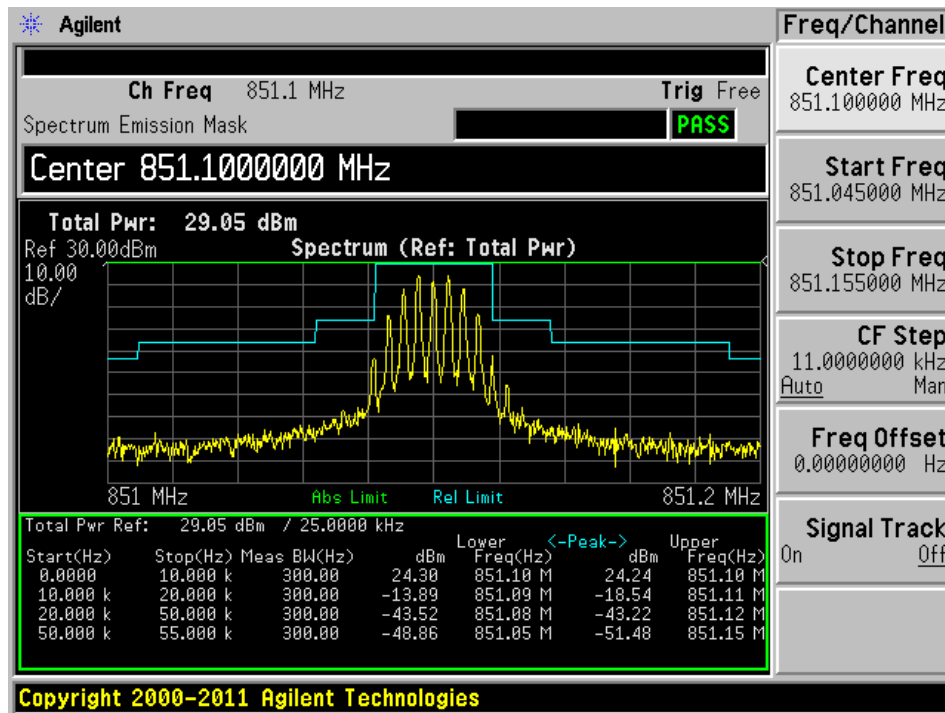 Agilent
Freq/Channel
Ch Freq 851.1 MHz Trig Free
Spectrum Emission Mask PASS
Center 851.1000000 MHz
Total Pwr: 29.05 dBm
Ref 30.00dBm Spectrum (Ref: Total Pwr)
10.00
dB/
851 MHz Abs Limit Rel Limit 851.2 MHz
Total Pwr Ref: 29.05 dBm / 25.0000 kHz
Lower <-Peak-> Upper
Start(Hz) Stop(Hz) Meas BW(Hz) dBm Freq(Hz) dBm Freq(Hz)
0.0000 10.000 k 300.00 24.30 851.10 M 24.24 851.10 M
10.000 k 20.000 k 300.00 -13.89 851.09 M -18.54 851.11 M
20.000 k 50.000 k 300.00 -43.52 851.08 M -43.22 851.12 M
50.000 k 55.000 k 300.00 -48.86 851.05 M -51.48 851.15 M
Center Freq
851.100000 MHz
Start Freq
851.045000 MHz
Stop Freq
851.155000 MHz
CF Step
11.0000000 kHz
Auto Man
Freq Offset
0.00000000 Hz
Signal Track
On Off
Copyright 2000-2011 Agilent Technologies